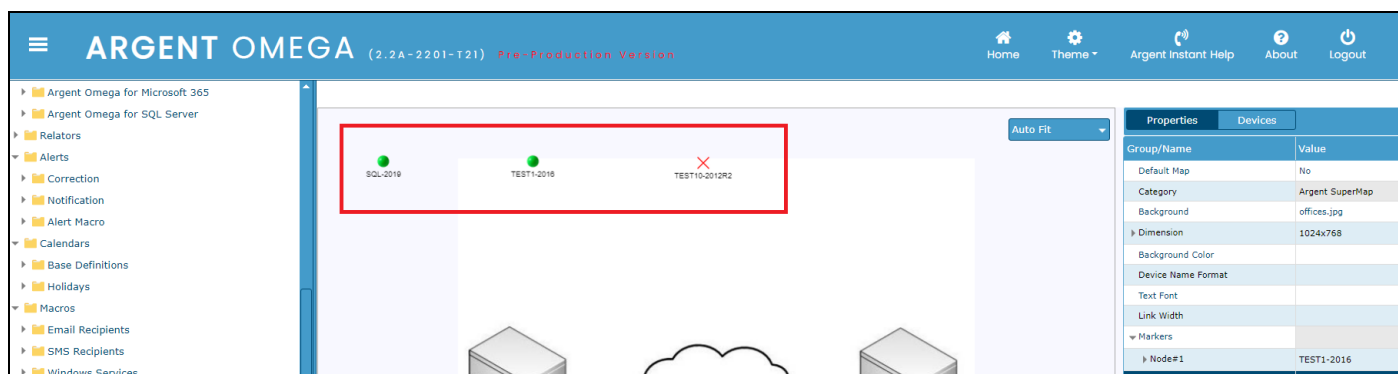 ARGENT OMEGA (2.2A-2201-T21) Pre-Production Version
Home
Theme
Argent Instant Help
About
Logout
Argent Omega for Microsoft 365
Argent Omega for SQL Server
Relators
Alerts
Correction
Notification
Alert Macro
Calendars
Base Definitions
Holidays
Macros
Email Recipients
SMS Recipients
Windows Services
SQL-2019
TEST1-2016
TEST10-2012R2
Auto Fit
Properties Devices
Group/Name Value
Default Map No
Category Argent SuperMap
Background offices.jpg
Dimension 1024x768
Background Color
Device Name Format
Text Font
Link Width
Markers
Node#1 TEST1-2016